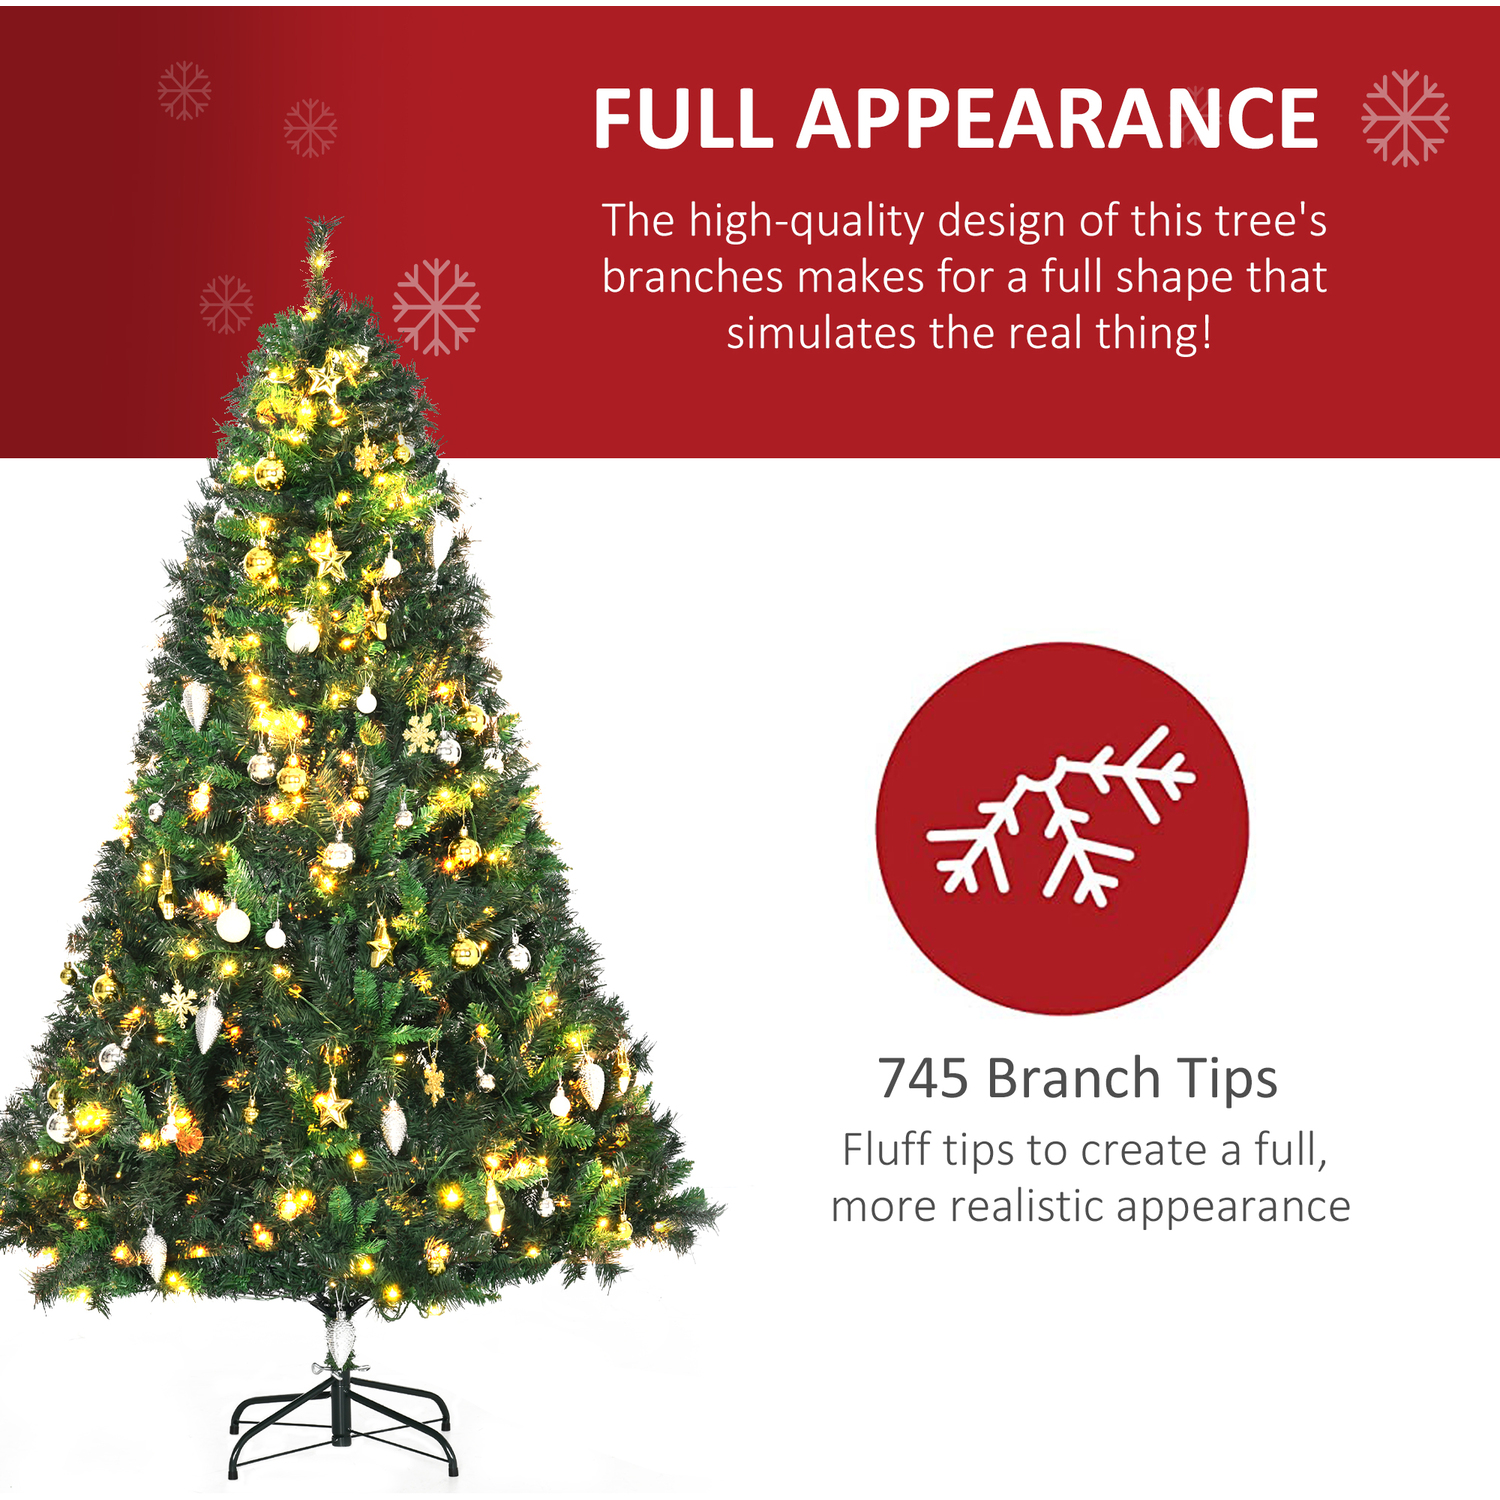 FULL APPEARANCE
The high-quality design of this tree's
branches makes for a full shape that
simulates the real thing!
745 Branch Tips
Fluff tips to create a full,
more realistic appearance